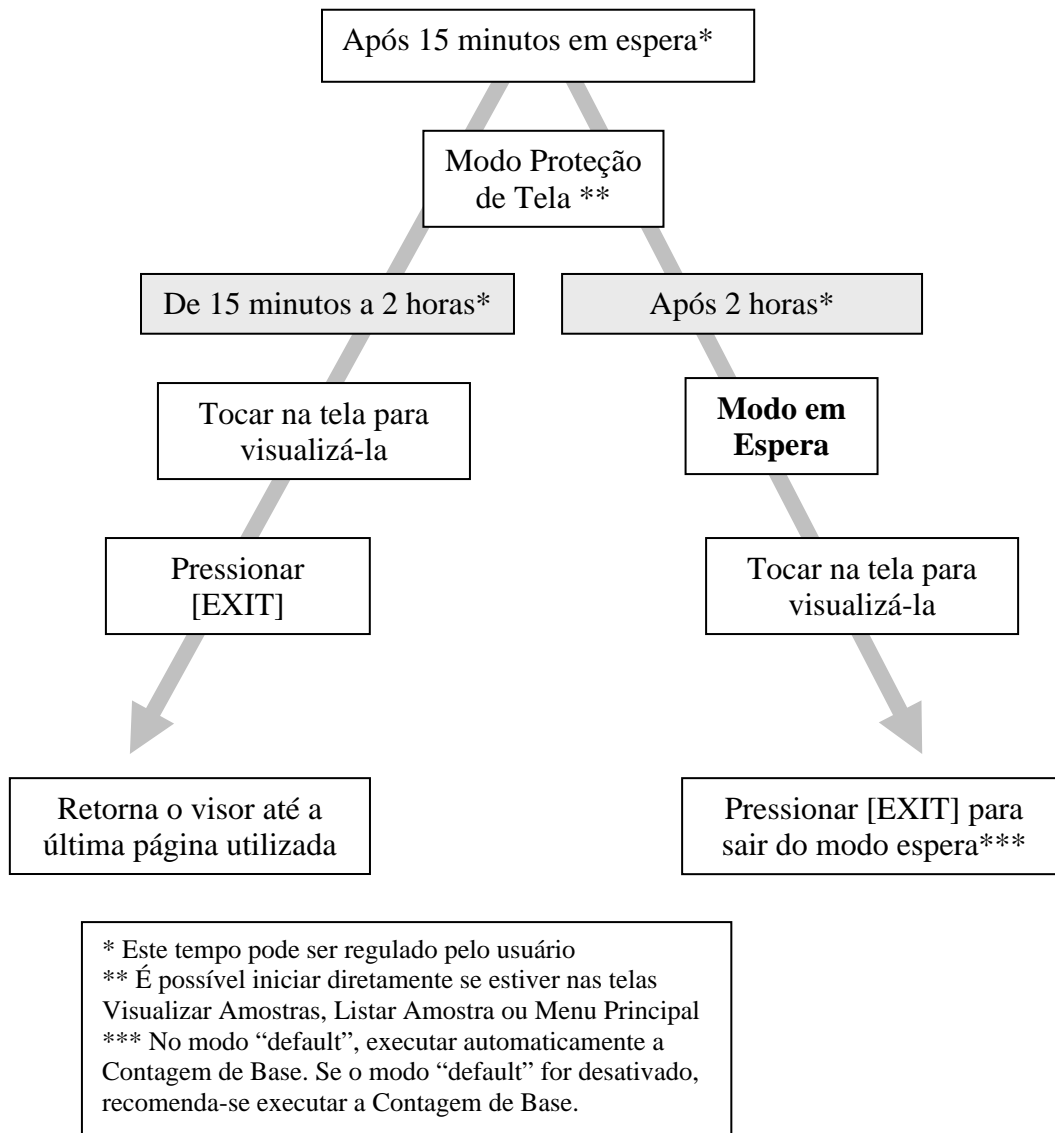 Após 15 minutos em espera*
Modo Proteção
de Tela **
De 15 minutos a 2 horas*
Após 2 horas*
Tocar na tela para
visualizá-la
Modo em
Espera
Pressionar
[EXIT]
Tocar na tela para
visualizá-la
Retorna o visor até a
última página utilizada
Pressionar [EXIT] para
sair do modo espera***
* Este tempo pode ser regulado pelo usuário
** É possível iniciar diretamente se estiver nas telas
Visualizar Amostras, Listar Amostra ou Menu Principal
*** No modo “default”, executar automaticamente a
Contagem de Base. Se o modo “default” for desativado,
recomenda-se executar a Contagem de Base.